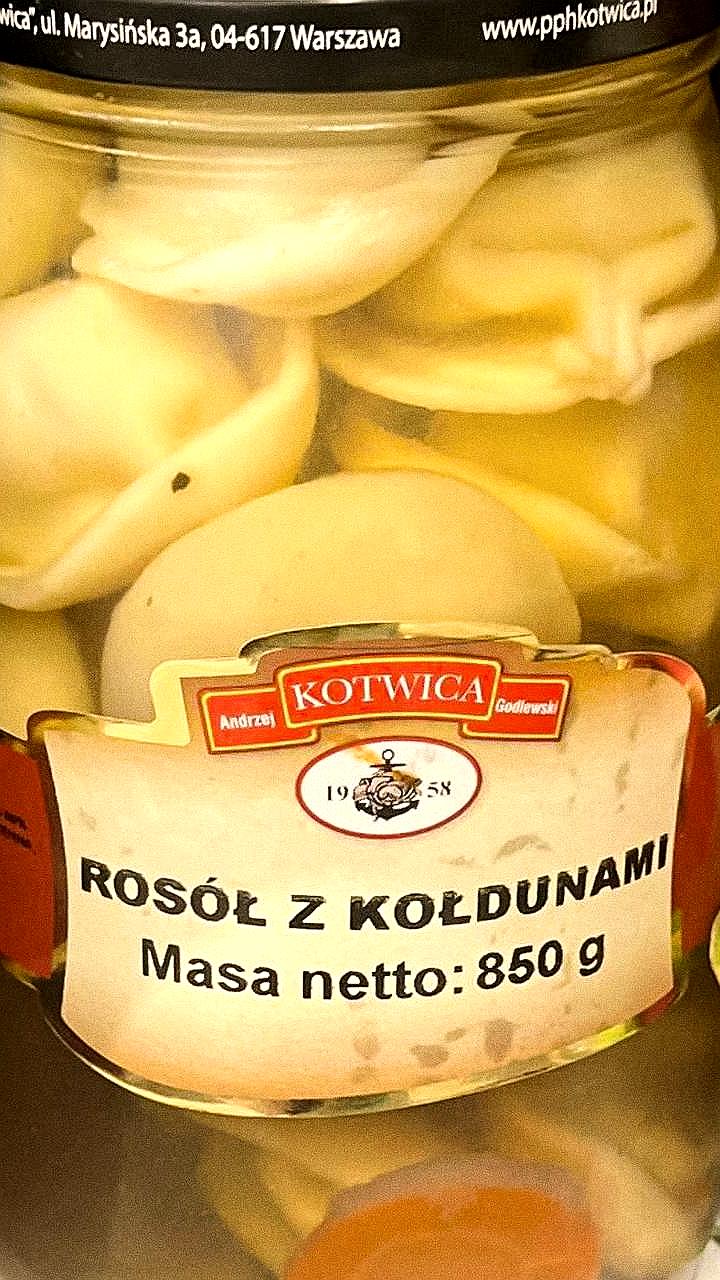 wica", ul. Marysińska 3a, 04-617 Warszawa
www.pphkotwica.pl
Andrzej KOTWICA Godlewski
19 58
ROSÓŁ Z KOŁDUNAMI
Masa netto: 850 g